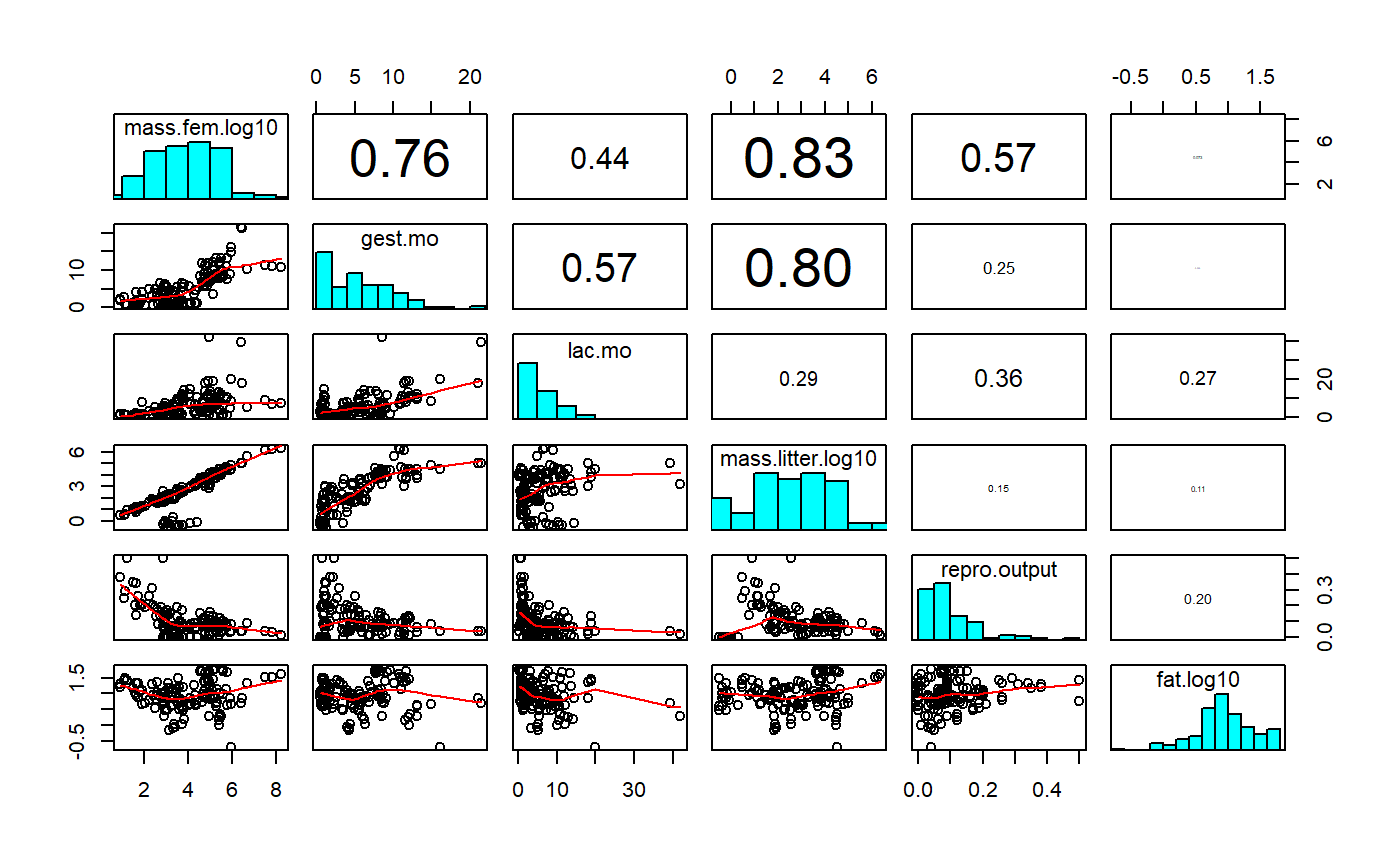 0 5 10 20 0 2 4 6 -0.5 0.5 1.5
mass.fem.log10 0.76 0.44 0.83 0.57 2 6
0 10 gest.mo 0.57 0.80 0.25
lac.mo 0.29 0.36 0.27 0 20
0 3 6 mass.litter.log10 0.15 0.11
repro.output 0.20 0.0 0.3
-0.5 1.5 fat.log10
2 4 6 8 0 10 30 0.0 0.2 0.4